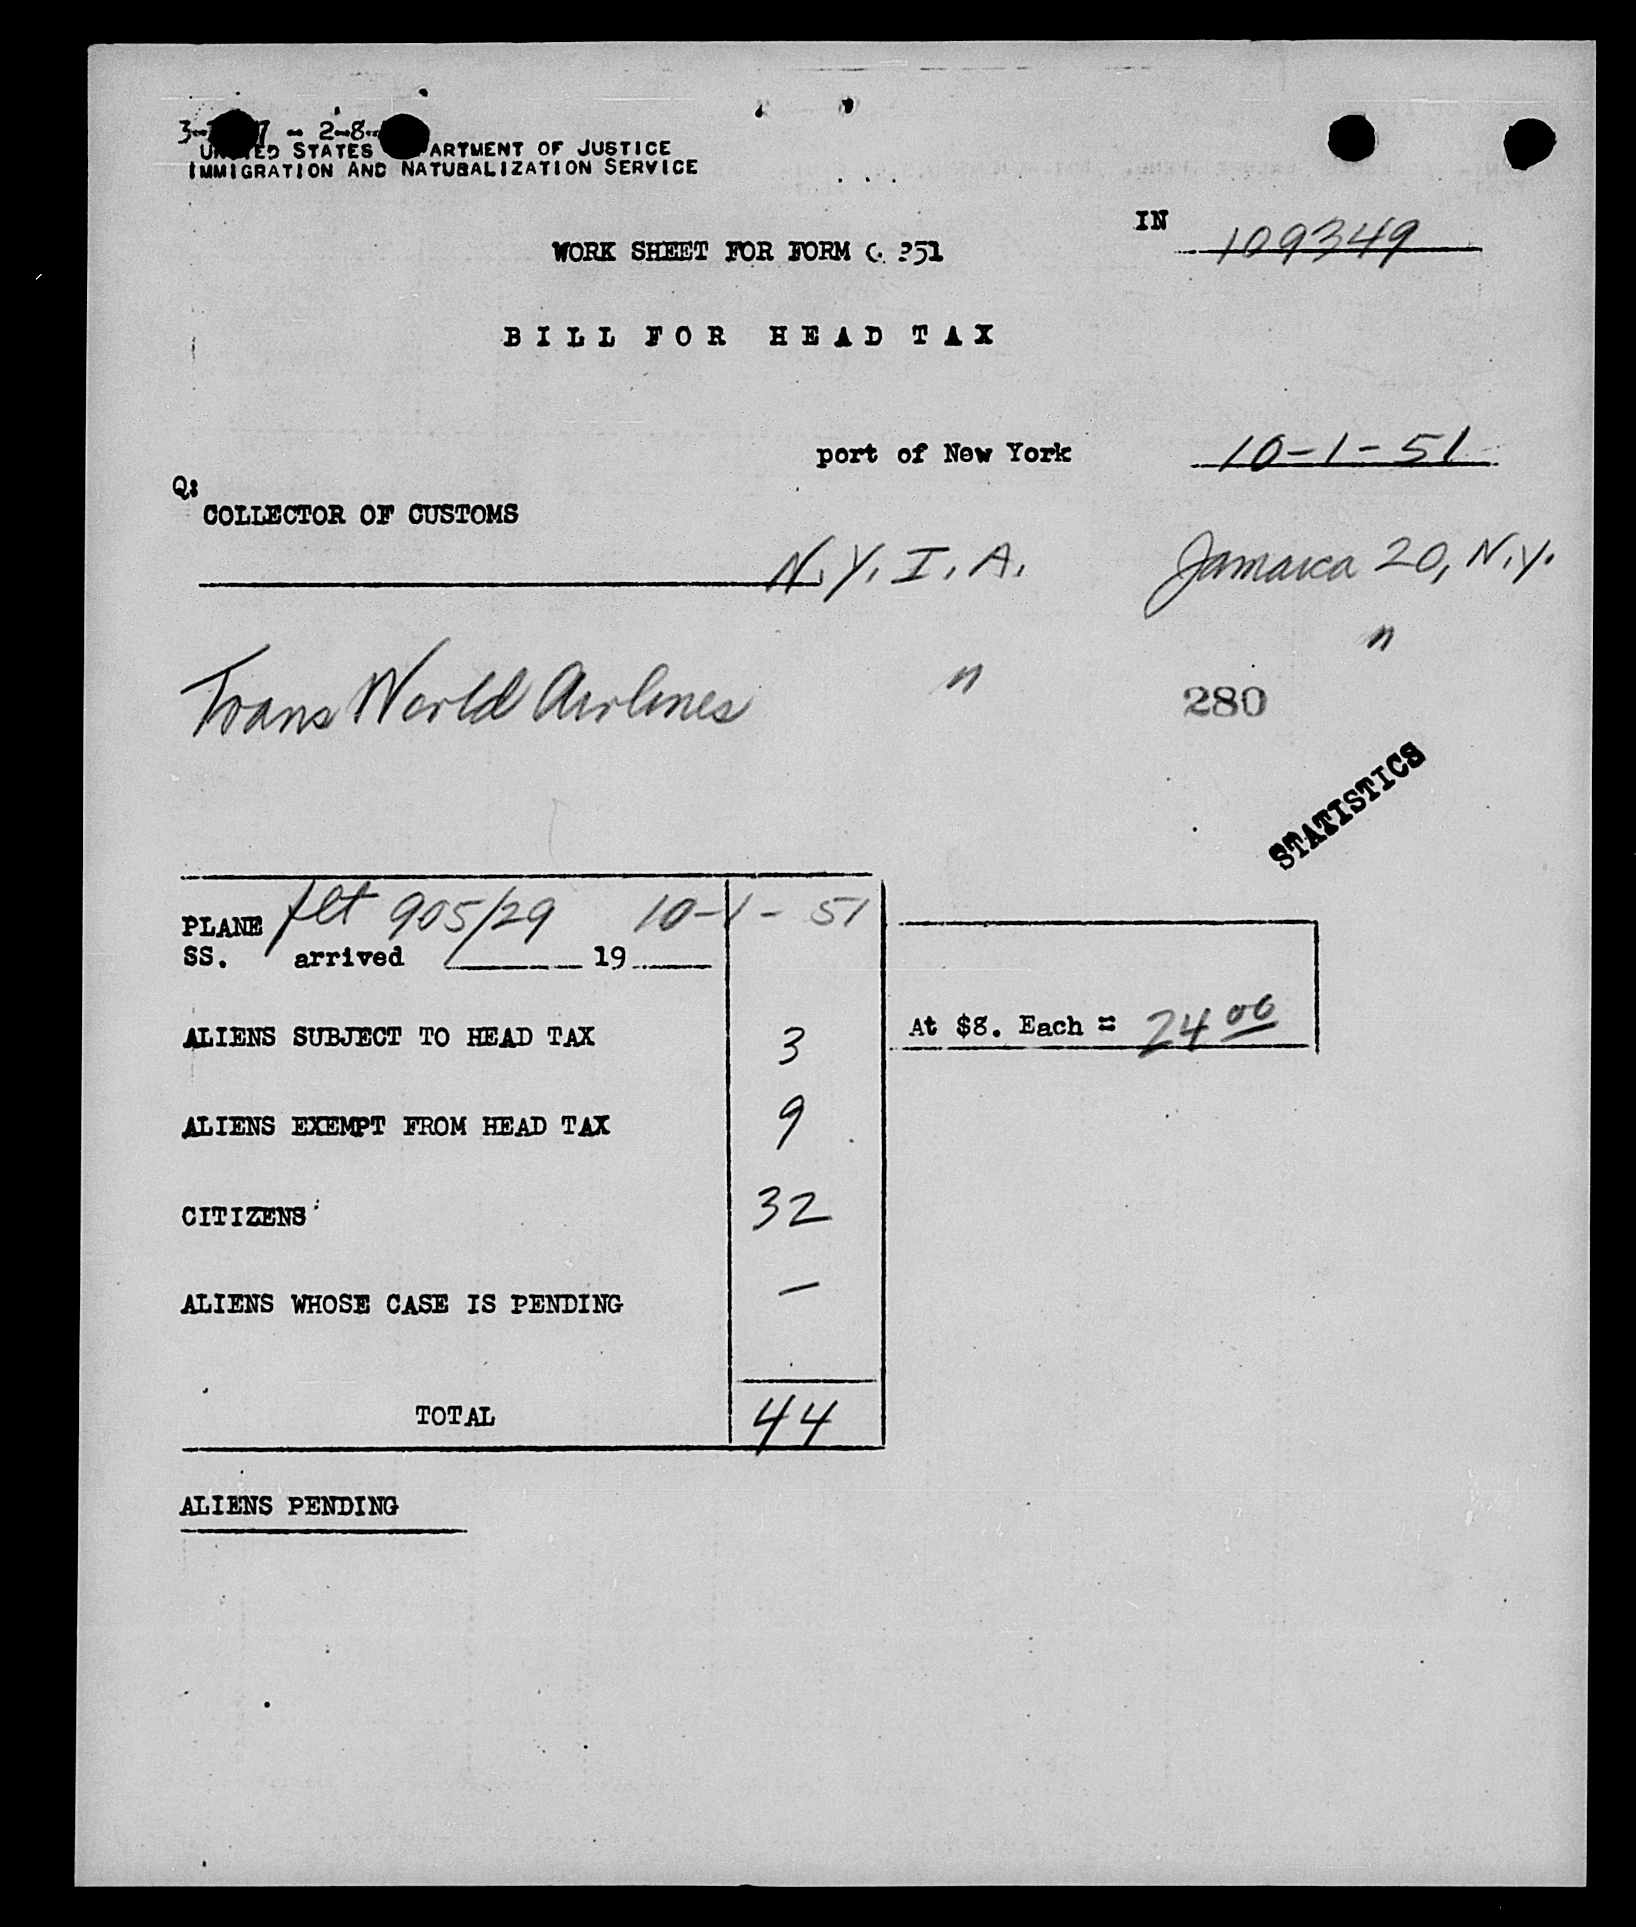 UNITED STATES DEPARTMENT OF JUSTICE
IMMIGRATION AND NATURALIZATION SERVICE
IN 109349
WORK SHEET FOR FORM 351
BILL FOR HEAD TAX
port of New York 10-1-51
COLLECTOR OF CUSTOMS
N.Y.I.A. Jamaica 20, N.Y.
Trans World Airlines " "
280
STATISTICS
PLANE flt 905/29 10-1-51
SS. arrived 19
ALIENS SUBJECT TO HEAD TAX 3 At $8. Each = 24 00
ALIENS EXEMPT FROM HEAD TAX 9
CITIZENS 32
ALIENS WHOSE CASE IS PENDING —
TOTAL 44
ALIENS PENDING